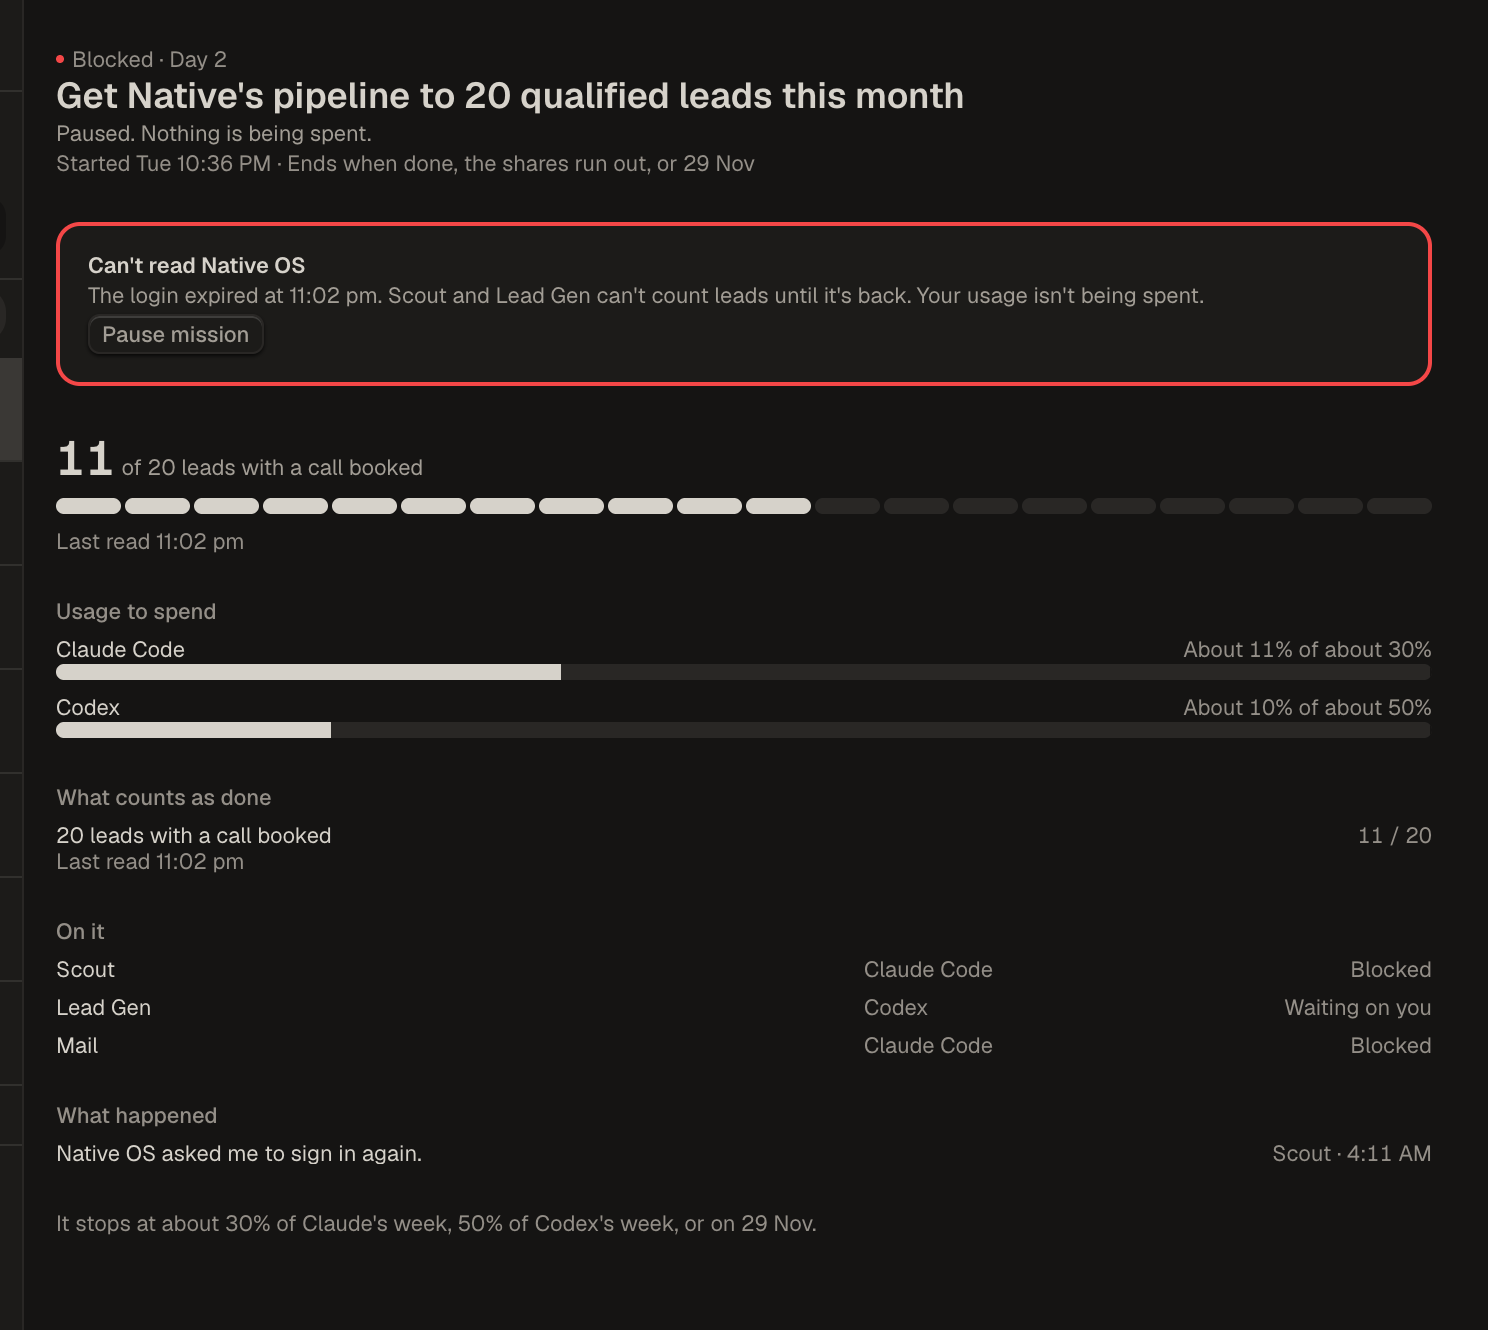 Blocked · Day 2
Get Native's pipeline to 20 qualified leads this month
Paused. Nothing is being spent.
Started Tue 10:36 PM · Ends when done, the shares run out, or 29 Nov
Can't read Native OS
The login expired at 11:02 pm. Scout and Lead Gen can't count leads until it's back. Your usage isn't being spent.
Pause mission
11 of 20 leads with a call booked
Last read 11:02 pm
Usage to spend
Claude Code About 11% of about 30%
Codex About 10% of about 50%
What counts as done
20 leads with a call booked 11 / 20
Last read 11:02 pm
On it
Scout Claude Code Blocked
Lead Gen Codex Waiting on you
Mail Claude Code Blocked
What happened
Native OS asked me to sign in again. Scout · 4:11 AM
It stops at about 30% of Claude's week, 50% of Codex's week, or on 29 Nov.